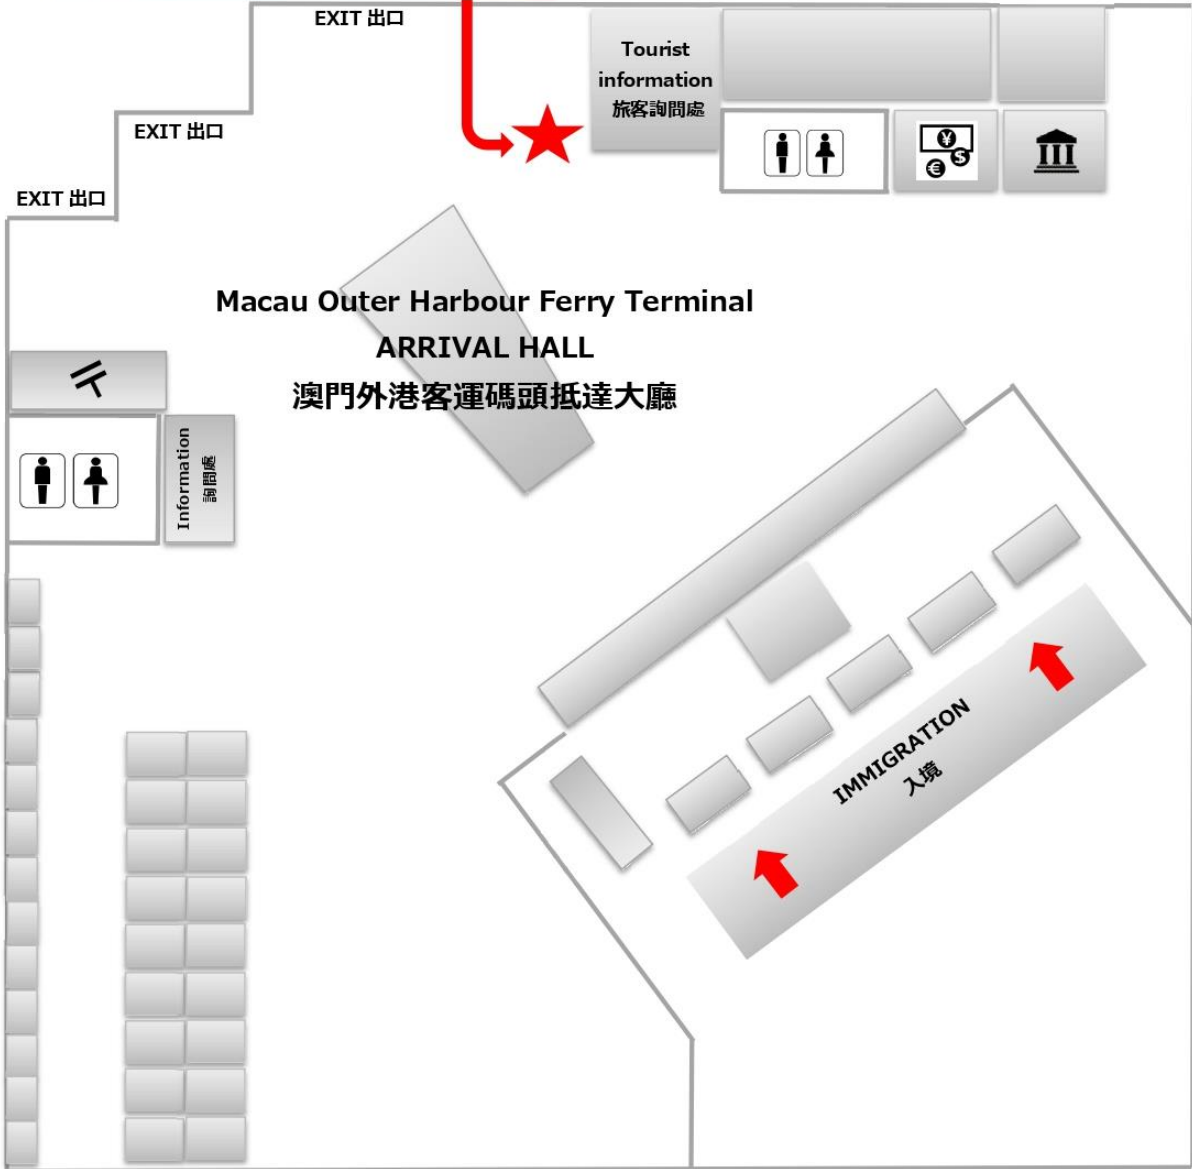 EXIT 出口
Tourist
information
旅客詢問處
EXIT 出口
EXIT 出口
Macau Outer Harbour Ferry Terminal
ARRIVAL HALL
澳門外港客運碼頭抵達大廳
Information
詢問處
IMMIGRATION
入境